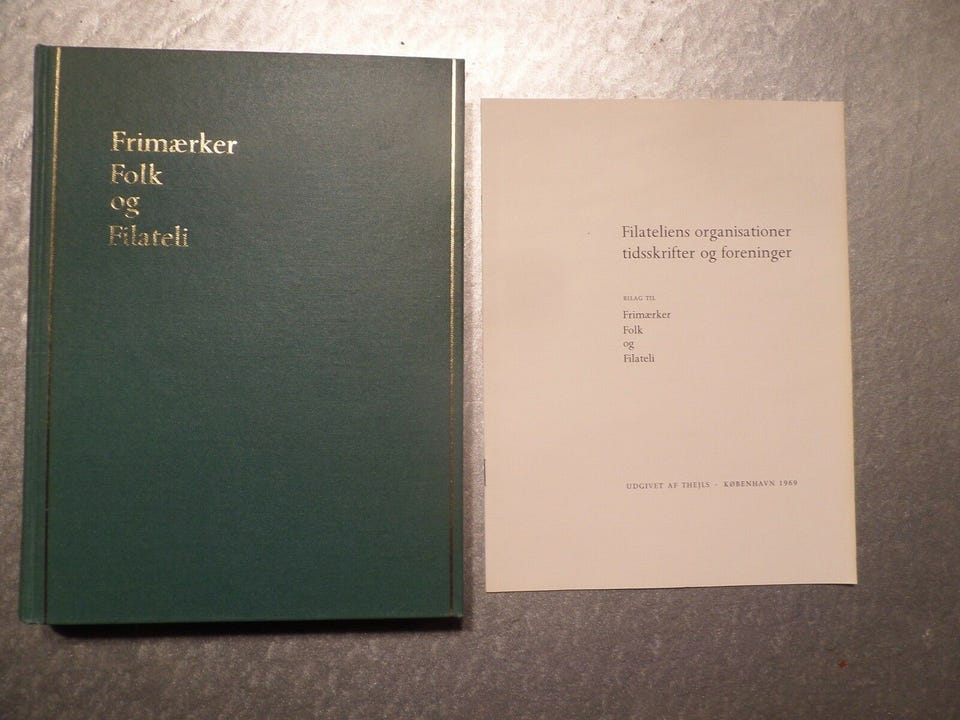 Frimærker
Folk
og
Filateli
Filateliens organisationer
tidsskrifter og foreninger
BILAG TIL
Frimærker
Folk
og
Filateli
UDGIVET AF THEJLS · KØBENHAVN 1969